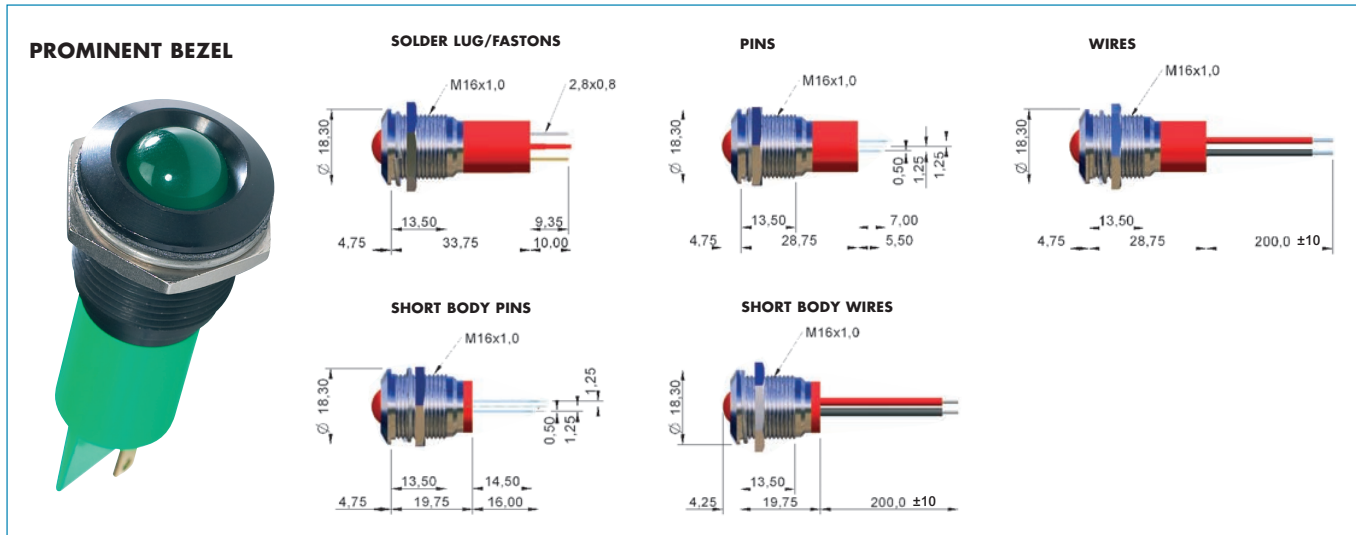 PROMINENT BEZEL
SOLDER LUG/FASTONS
M16x1,0
2,8x0,8
Ø 18,30
13,50
9,35
4,75
33,75
10,00
PINS
M16x1,0
Ø 18,30
0,50
1,25
1,25
13,50
7,00
4,75
28,75
5,50
WIRES
M16x1,0
Ø 18,30
13,50
4,75
28,75
200,0 ±10
SHORT BODY PINS
M16x1,0
Ø 18,30
1,25
0,50
1,25
13,50
14,50
4,75
19,75
16,00
SHORT BODY WIRES
M16x1,0
Ø 18,30
13,50
4,25
19,75
200,0 ±10